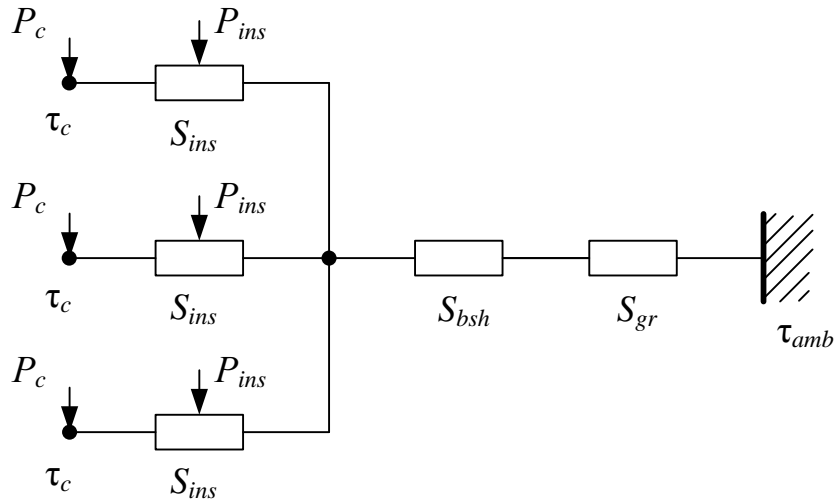 P_c P_ins
τ_c
S_ins
P_c P_ins
τ_c S_ins S_bsh S_gr
τ_amb
P_c P_ins
τ_c S_ins